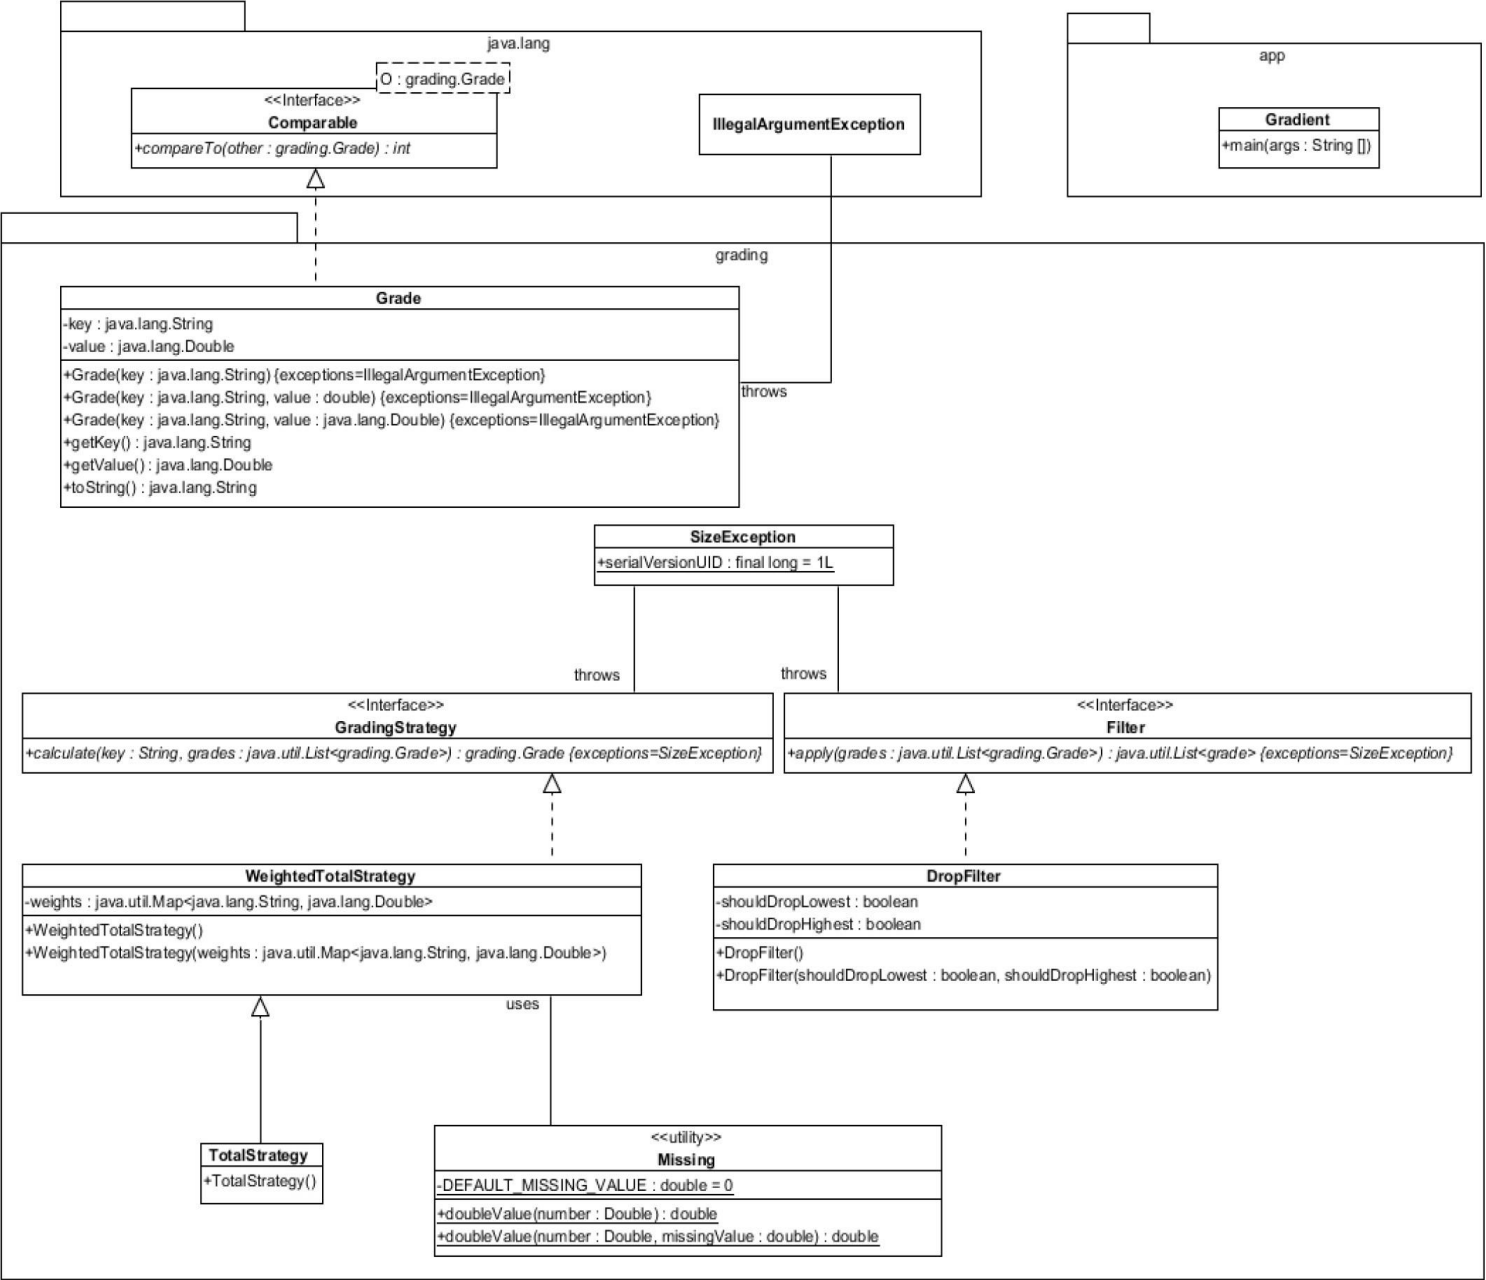 java.lang
O : grading.Grade
<<Interface>>
Comparable
+compareTo(other : grading.Grade) : int
IllegalArgumentException
app
Gradient
+main(args : String [])
grading
Grade
-key : java.lang.String
-value : java.lang.Double
+Grade(key : java.lang.String) {exceptions=IllegalArgumentException}
+Grade(key : java.lang.String, value : double) {exceptions=IllegalArgumentException}
+Grade(key : java.lang.String, value : java.lang.Double) {exceptions=IllegalArgumentException}
+getKey() : java.lang.String
+getValue() : java.lang.Double
+toString() : java.lang.String
throws
SizeException
+serialVersionUID : final long = 1L
throws
throws
<<Interface>>
GradingStrategy
+calculate(key : String, grades : java.util.List<grading.Grade>) : grading.Grade {exceptions=SizeException}
<<Interface>>
Filter
+apply(grades : java.util.List<grading.Grade>) : java.util.List<grade> {exceptions=SizeException}
WeightedTotalStrategy
-weights : java.util.Map<java.lang.String, java.lang.Double>
+WeightedTotalStrategy()
+WeightedTotalStrategy(weights : java.util.Map<java.lang.String, java.lang.Double>)
DropFilter
-shouldDropLowest : boolean
-shouldDropHighest : boolean
+DropFilter()
+DropFilter(shouldDropLowest : boolean, shouldDropHighest : boolean)
uses
TotalStrategy
+TotalStrategy()
<<utility>>
Missing
-DEFAULT_MISSING_VALUE : double = 0
+doubleValue(number : Double) : double
+doubleValue(number : Double, missingValue : double) : double